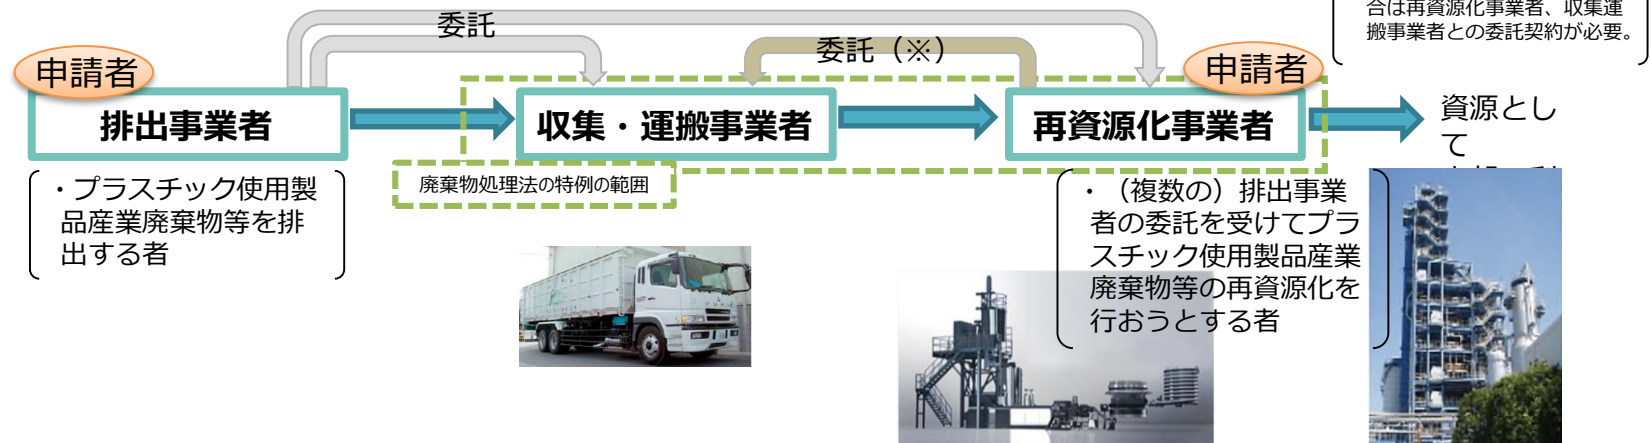 合は再資源化事業者、収集運
搬事業者との委託契約が必要。
委託
委託（※）
申請者
申請者
排出事業者
収集・運搬事業者
再資源化事業者
資源とし
て
廃棄物処理法の特例の範囲
・プラスチック使用製
品産業廃棄物等を排
出する者
・（複数の）排出事業
者の委託を受けてプラ
スチック使用製品産業
廃棄物等の再資源化を
行おうとする者